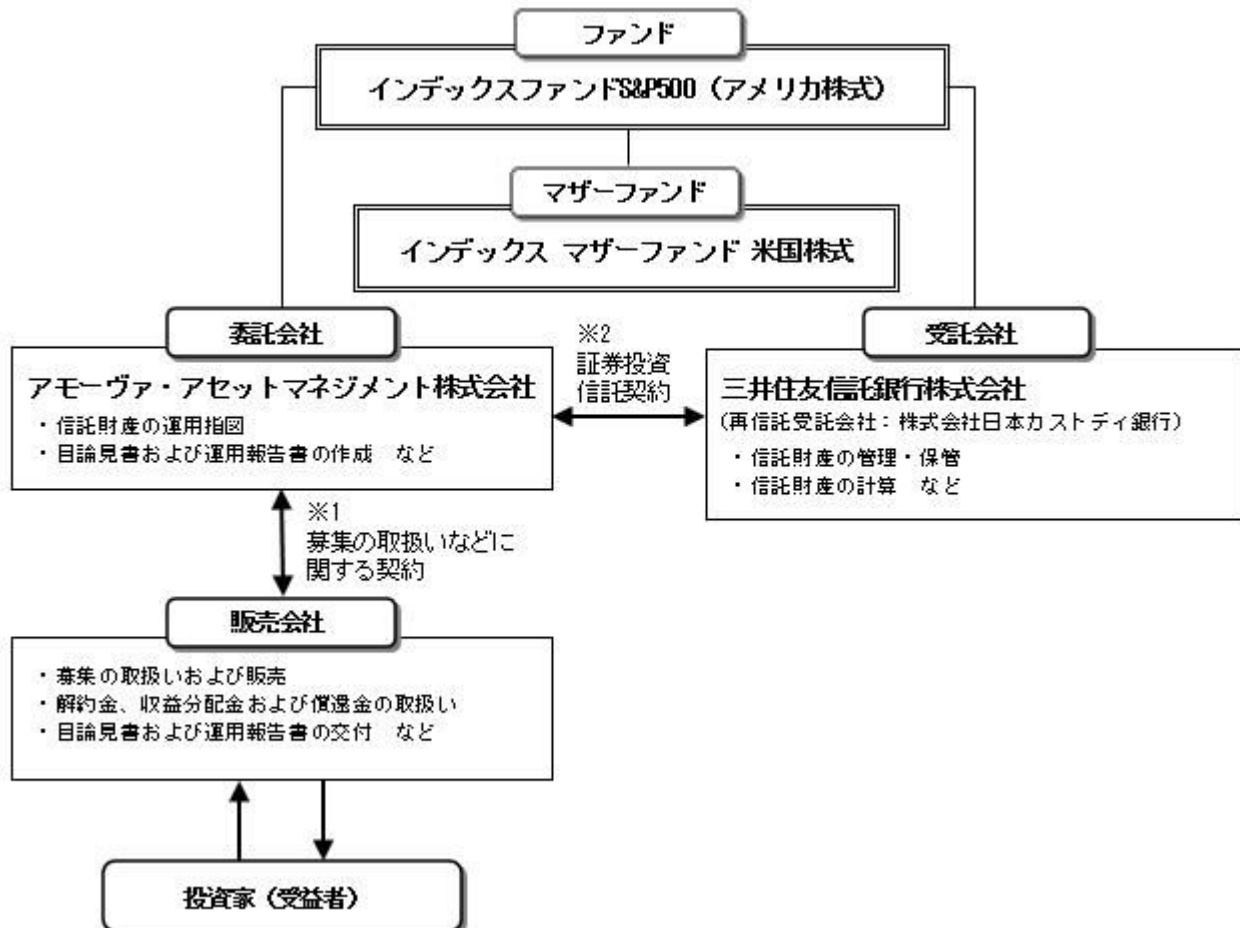 ファンド
インデックスファンドS&P500（アメリカ株式）
マザーファンド
インデックス マザーファンド 米国株式
委託会社
アモーヴァ・アセットマネジメント株式会社
・信託財産の運用指図
・目論見書および運用報告書の作成　など
※2
証券投資
信託契約
受託会社
三井住友信託銀行株式会社
（再信託受託会社：株式会社日本カストディ銀行）
・信託財産の管理・保管
・信託財産の計算　など
※1
募集の取扱いなどに
関する契約
販売会社
・募集の取扱いおよび販売
・解約金、収益分配金および償還金の取扱い
・目論見書および運用報告書の交付　など
投資家（受益者）